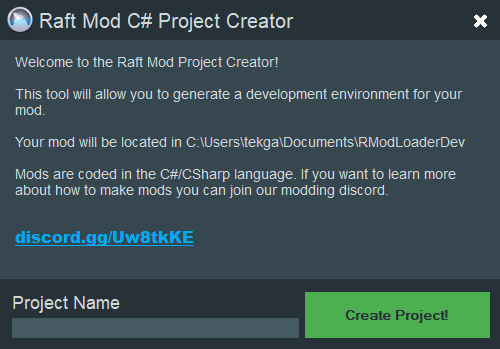 Raft Mod C# Project Creator
Welcome to the Raft Mod Project Creator!
This tool will allow you to generate a development environment for your
mod.
Your mod will be located in C:\Users\tekga\Documents\RModLoaderDev
Mods are coded in the C#/CSharp language. If you want to learn more
about how to make mods you can join our modding discord.
discord.gg/Uw8tkKE
Project Name
Create Project!